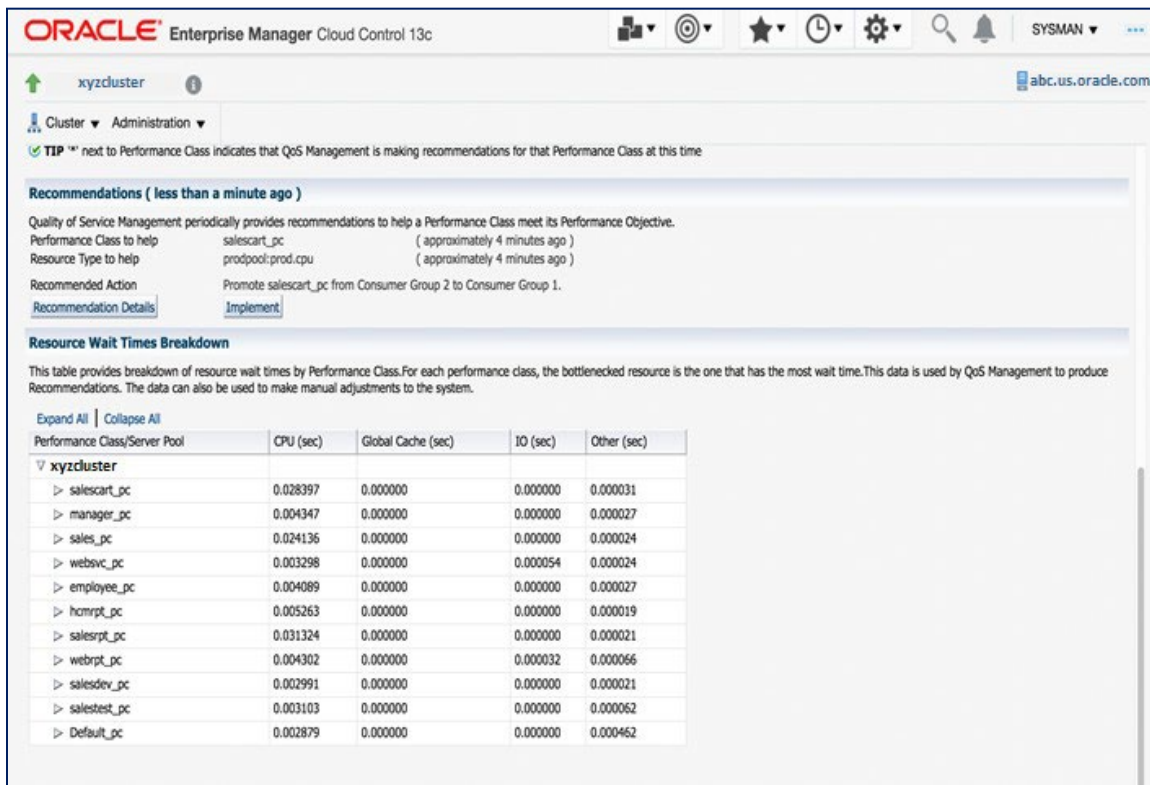 ORACLE Enterprise Manager Cloud Control 13c SYSMAN
xyzcluster abc.us.oracle.com
Cluster Administration
TIP '*' next to Performance Class indicates that QoS Management is making recommendations for that Performance Class at this time
Recommendations ( less than a minute ago )
Quality of Service Management periodically provides recommendations to help a Performance Class meet its Performance Objective.
Performance Class to help salescart_pc ( approximately 4 minutes ago )
Resource Type to help prodpool:prod.cpu ( approximately 4 minutes ago )
Recommended Action Promote salescart_pc from Consumer Group 2 to Consumer Group 1.
Recommendation Details Implement
Resource Wait Times Breakdown
This table provides breakdown of resource wait times by Performance Class.For each performance class, the bottlenecked resource is the one that has the most wait time.This data is used by QoS Management to produce
Recommendations. The data can also be used to make manual adjustments to the system.
Expand All | Collapse All
Performance Class/Server Pool CPU (sec) Global Cache (sec) IO (sec) Other (sec)
xyzcluster
salescart_pc 0.028397 0.000000 0.000000 0.000031
manager_pc 0.004347 0.000000 0.000000 0.000027
sales_pc 0.024136 0.000000 0.000000 0.000024
websvc_pc 0.003298 0.000000 0.000054 0.000024
employee_pc 0.004089 0.000000 0.000000 0.000027
hcmrpt_pc 0.005263 0.000000 0.000000 0.000019
salesrpt_pc 0.031324 0.000000 0.000000 0.000021
webrpt_pc 0.004302 0.000000 0.000032 0.000066
salesdev_pc 0.002991 0.000000 0.000000 0.000021
salestest_pc 0.003103 0.000000 0.000000 0.000062
Default_pc 0.002879 0.000000 0.000000 0.000462